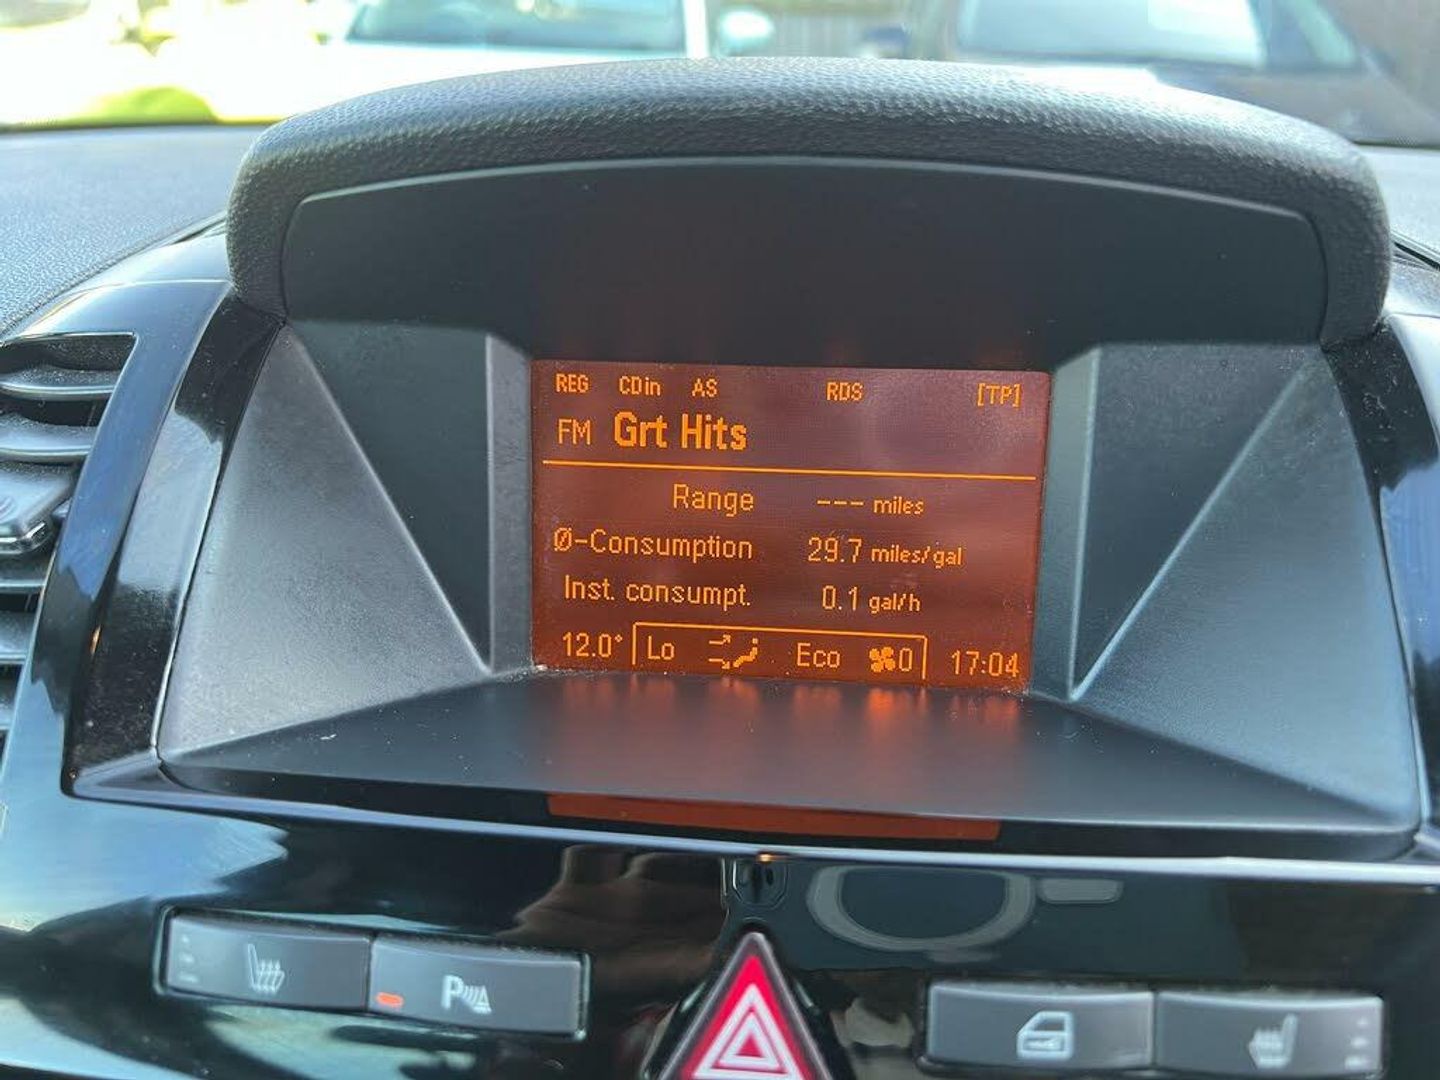 REG CDin AS RDS [TP]
FM Grt Hits
Range --- miles
Ø-Consumption 29.7 miles/gal
Inst. consumpt. 0.1 gal/h
12.0° Lo Eco 0 17:04
P